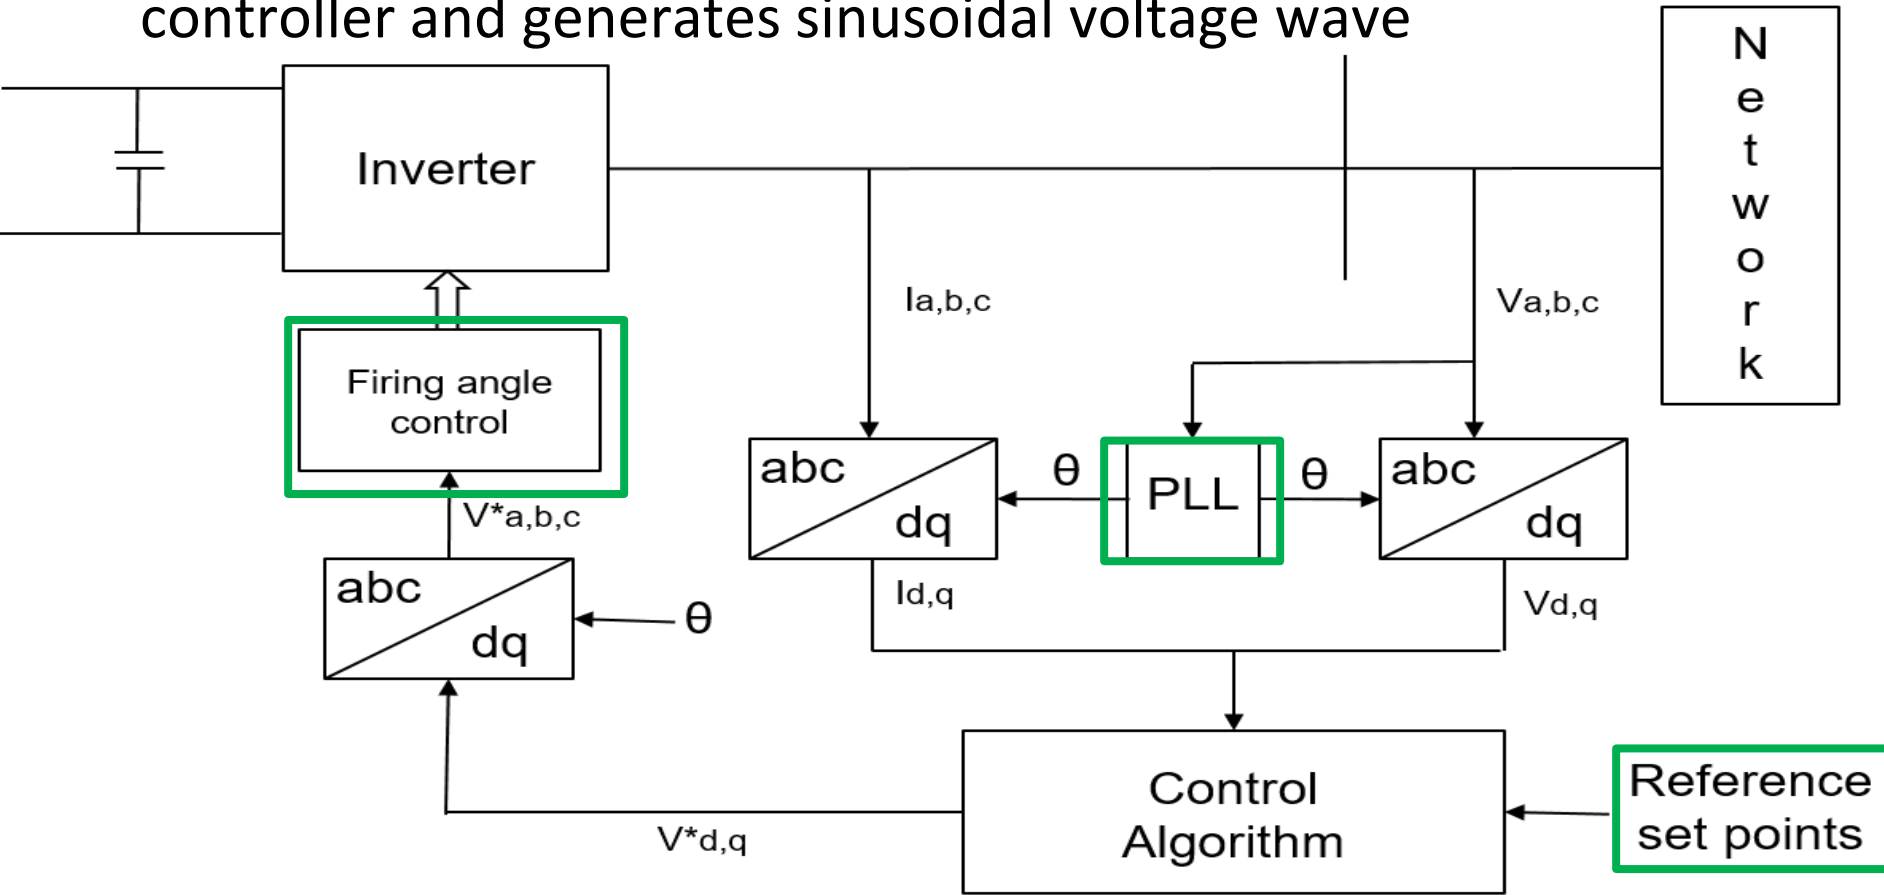 controller and generates sinusoidal voltage wave
N
e
t
w
o
r
k
Inverter
Ia,b,c
Va,b,c
Firing angle
control
abc
dq
θ
PLL
θ
abc
dq
V*a,b,c
abc
dq
θ
Id,q
Vd,q
Control
Algorithm
Reference
set points
V*d,q